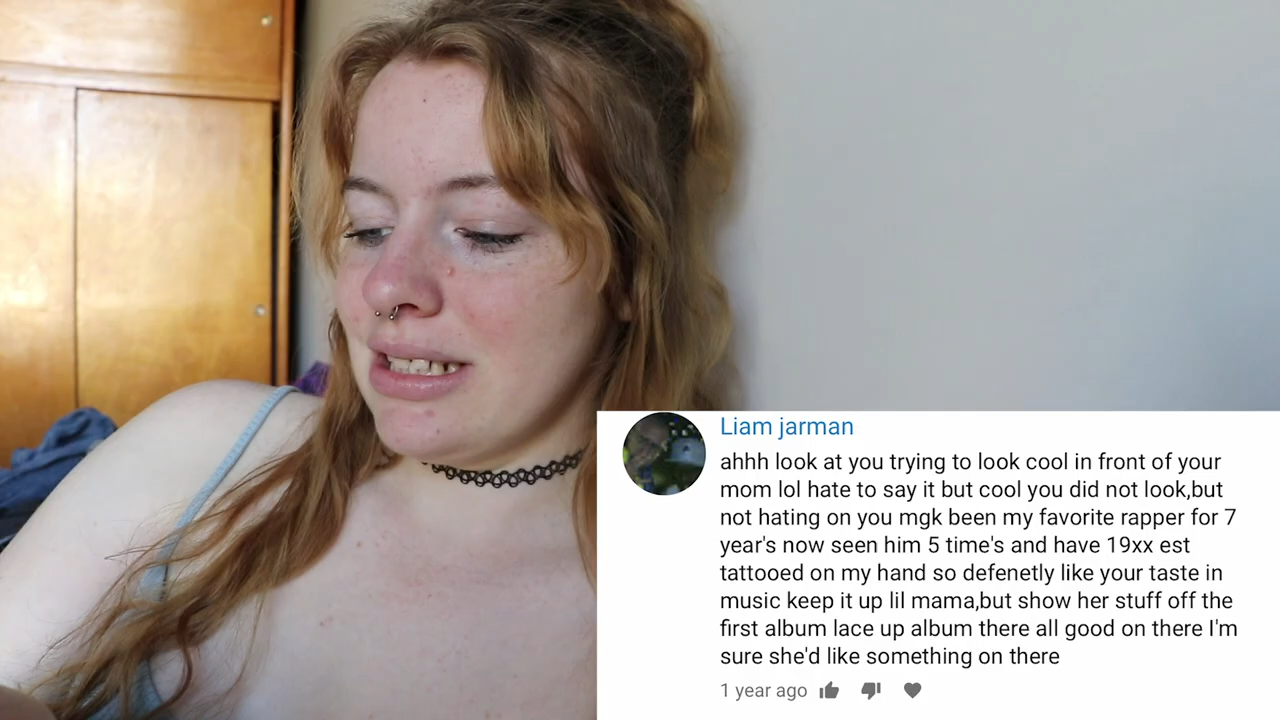 Liam jarman
ahhh look at you trying to look cool in front of your
mom lol hate to say it but cool you did not look,but
not hating on you mgk been my favorite rapper for 7
year's now seen him 5 time's and have 19xx est
tattooed on my hand so defenetly like your taste in
music keep it up lil mama,but show her stuff off the
first album lace up album there all good on there I'm
sure she'd like something on there
1 year ago